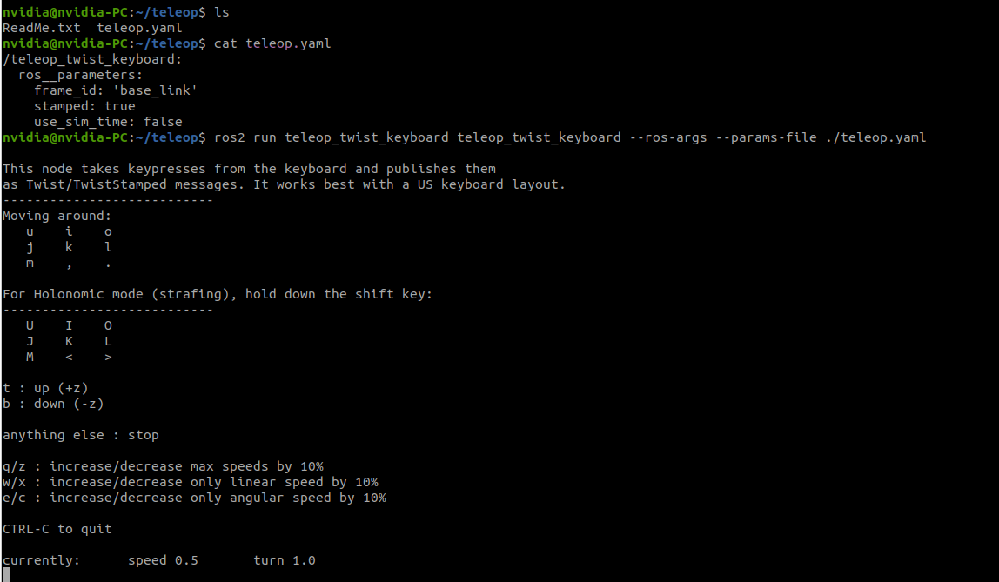 nvidia@nvidia-PC:~/teleop$ ls
ReadMe.txt  teleop.yaml
nvidia@nvidia-PC:~/teleop$ cat teleop.yaml
/teleop_twist_keyboard:
  ros__parameters:
    frame_id: 'base_link'
    stamped: true
    use_sim_time: false
nvidia@nvidia-PC:~/teleop$ ros2 run teleop_twist_keyboard teleop_twist_keyboard --ros-args --params-file ./teleop.yaml

This node takes keypresses from the keyboard and publishes them
as Twist/TwistStamped messages. It works best with a US keyboard layout.
---------------------------
Moving around:
   u    i    o
   j    k    l
   m    ,    .

For Holonomic mode (strafing), hold down the shift key:
---------------------------
   U    I    O
   J    K    L
   M    <    >

t : up (+z)
b : down (-z)

anything else : stop

q/z : increase/decrease max speeds by 10%
w/x : increase/decrease only linear speed by 10%
e/c : increase/decrease only angular speed by 10%

CTRL-C to quit

currently:      speed 0.5       turn 1.0